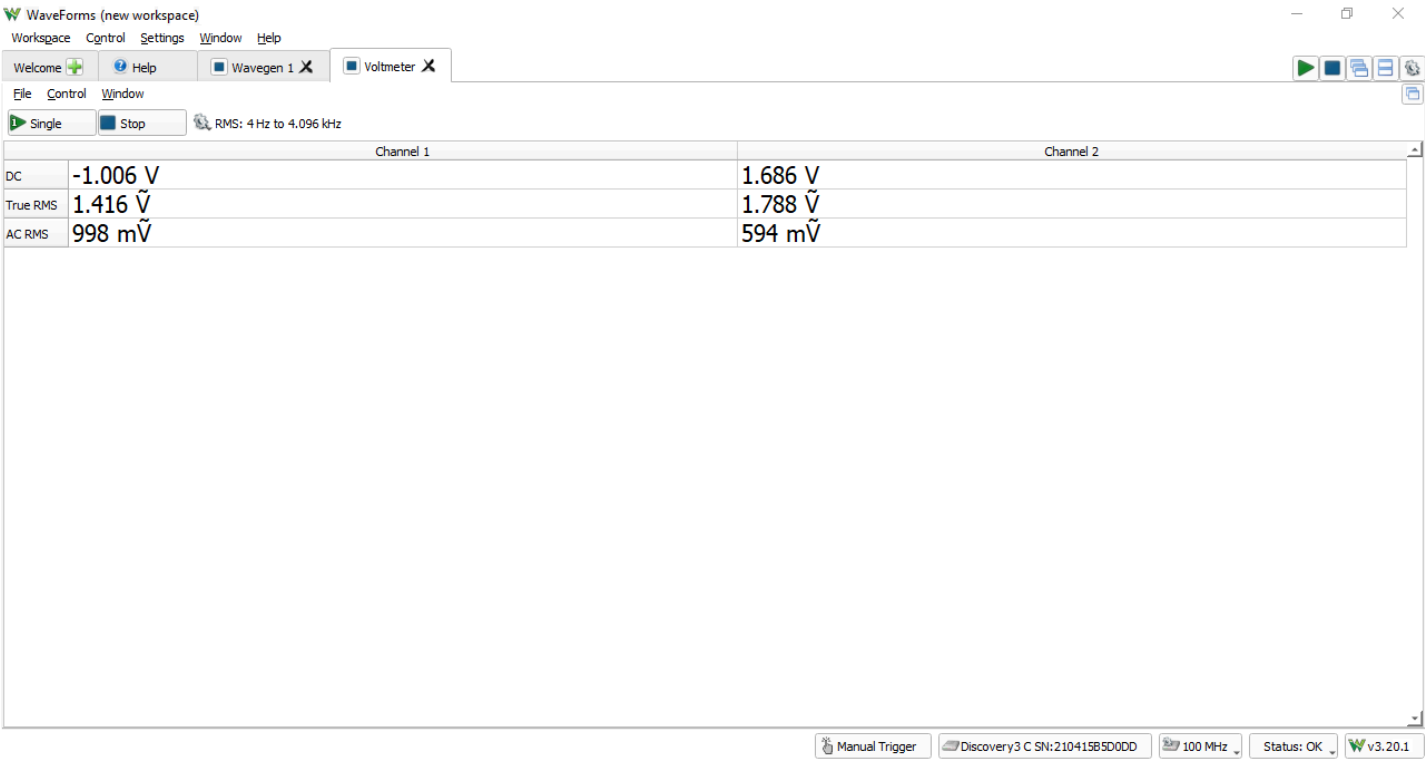 WaveForms (new workspace)
Workspace Control Settings Window Help
Welcome Help Wavegen 1 Voltmeter
File Control Window
Single Stop RMS: 4 Hz to 4.096 kHz
Channel 1 Channel 2
DC -1.006 V 1.686 V
True RMS 1.416 Ṽ 1.788 Ṽ
AC RMS 998 mṼ 594 mṼ
Manual Trigger Discovery3 C SN:210415B5D0DD 100 MHz Status: OK v3.20.1